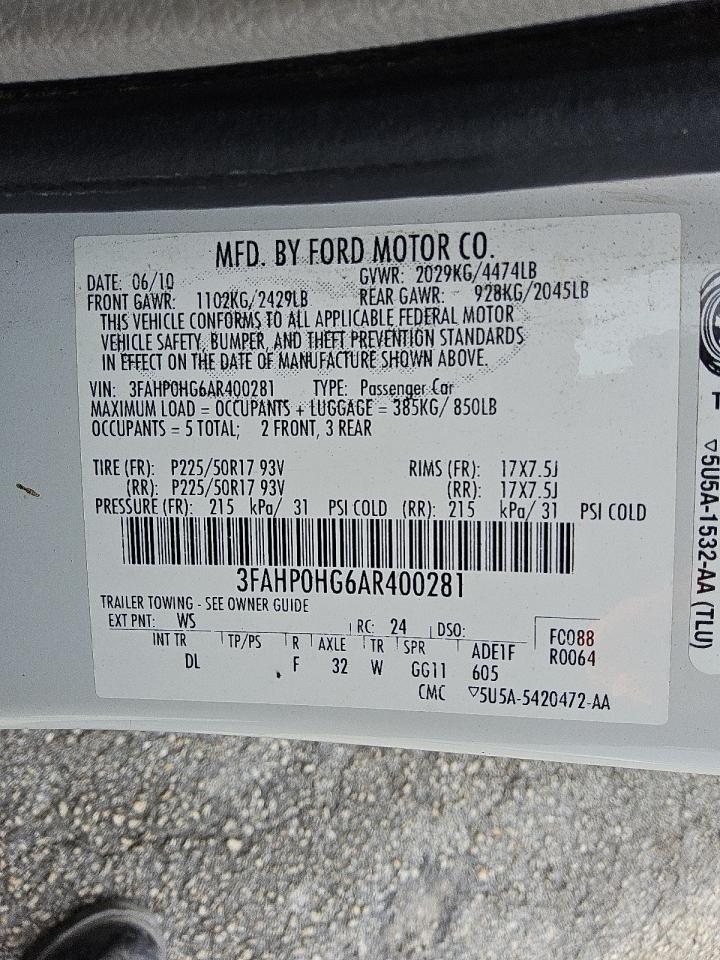 MFD. BY FORD MOTOR CO.
DATE: 06/10 GVWR: 2029KG/4474LB
FRONT GAWR: 1102KG/2429LB REAR GAWR: 928KG/2045LB
THIS VEHICLE CONFORMS TO ALL APPLICABLE FEDERAL MOTOR
VEHICLE SAFETY, BUMPER, AND THEFT PREVENTION STANDARDS
IN EFFECT ON THE DATE OF MANUFACTURE SHOWN ABOVE.
VIN: 3FAHP0HG6AR400281 TYPE: Passenger Car
MAXIMUM LOAD = OCCUPANTS + LUGGAGE = 385KG/ 850LB
OCCUPANTS = 5 TOTAL; 2 FRONT, 3 REAR
TIRE (FR): P225/50R17 93V RIMS (FR): 17X7.5J
(RR): P225/50R17 93V (RR): 17X7.5J
PRESSURE (FR): 215 kPa/ 31 PSI COLD (RR): 215 kPa/ 31 PSI COLD
3FAHP0HG6AR400281
TRAILER TOWING - SEE OWNER GUIDE
EXT PNT: WS RC: 24 DSO: FC088
INT TR TP/PS R AXLE TR SPR ADE1F R0064
DL F 32 W GG11 605
CMC ▽5U5A-5420472-AA
▽5U5A-1532-AA (TLU)